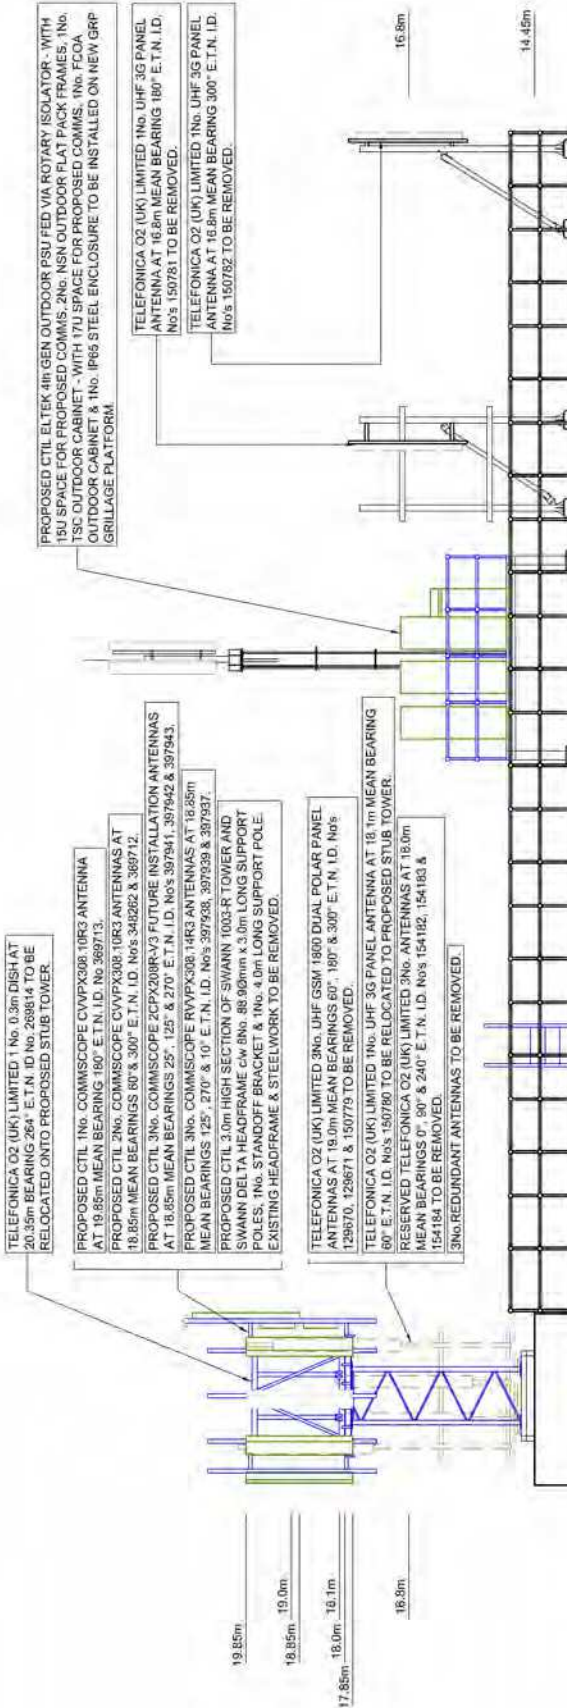 TELEFONICA O2 (UK) LIMITED 1 No. 0.3m DISH AT
20.35m BEARING 264° E.T.N. ID No. 269814 TO BE
RELOCATED ONTO PROPOSED STUB TOWER.
PROPOSED CTIL 1No. COMMSCOPE CVVPX308.10R3 ANTENNA
AT 19.85m MEAN BEARING 180° E.T.N. I.D. No 369713.
PROPOSED CTIL 2No. COMMSCOPE CVVPX308.10R3 ANTENNAS AT
18.85m MEAN BEARINGS 60°& 300° E.T.N. I.D. No's 348262 & 369712.
PROPOSED CTIL 3No. COMMSCOPE 2CPX208R-V3 FUTURE INSTALLATION ANTENNAS
AT 18.85m MEAN BEARINGS 25°, 125° & 270° E.T.N. I.D. No's 397941, 397942 & 397943.
PROPOSED CTIL 3No. COMMSCOPE RVVPX308.14R3 ANTENNAS AT 18.85m
MEAN BEARINGS 125°, 270° & 10° E.T.N. I.D. No's 397938, 397939 & 397937.
PROPOSED CTIL 3.0m HIGH SECTION OF SWANN 1003-R TOWER AND
SWANN DELTA HEADFRAME c/w 8No. 88.9Ømm x 3.0m LONG SUPPORT
POLES, 1No. STANDOFF BRACKET & 1No. 4.0m LONG SUPPORT POLE.
EXISTING HEADFRAME & STEELWORK TO BE REMOVED.
TELEFONICA O2 (UK) LIMITED 3No. UHF GSM 1800 DUAL POLAR PANEL
ANTENNAS AT 19.0m MEAN BEARINGS 60°, 180° & 300° E.T.N. I.D. No's
129670, 129671 & 150779 TO BE REMOVED.
TELEFONICA O2 (UK) LIMITED 1No. UHF 3G PANEL ANTENNA AT 18.1m MEAN BEARING
60° E.T.N. I.D. No's 150780 TO BE RELOCATED TO PROPOSED STUB TOWER.
RESERVED TELEFONICA O2 (UK) LIMITED 3No. ANTENNAS AT 18.0m
MEAN BEARINGS 0°, 90° & 240° E.T.N. I.D. No's 154182, 154183 &
154184 TO BE REMOVED.
3No.REDUNDANT ANTENNAS TO BE REMOVED.
PROPOSED CTIL ELTEK 4th GEN OUTDOOR PSU FED VIA ROTARY ISOLATOR - WITH
15U SPACE FOR PROPOSED COMMS, 2No. NSN OUTDOOR FLAT PACK FRAMES, 1No.
TSC OUTDOOR CABINET - WITH 17U SPACE FOR PROPOSED COMMS, 1No. FCOA
OUTDOOR CABINET & 1No. IP65 STEEL ENCLOSURE TO BE INSTALLED ON NEW GRP
GRILLAGE PLATFORM.
TELEFONICA O2 (UK) LIMITED 1No. UHF 3G PANEL
ANTENNA AT 16.8m MEAN BEARING 180° E.T.N. I.D.
No's 150781 TO BE REMOVED.
TELEFONICA O2 (UK) LIMITED 1No. UHF 3G PANEL
ANTENNA AT 16.8m MEAN BEARING 300° E.T.N. I.D.
No's 150782 TO BE REMOVED.
19.85m
19.0m
18.85m
18.1m
18.0m
17.85m
16.8m
16.8m
14.45m